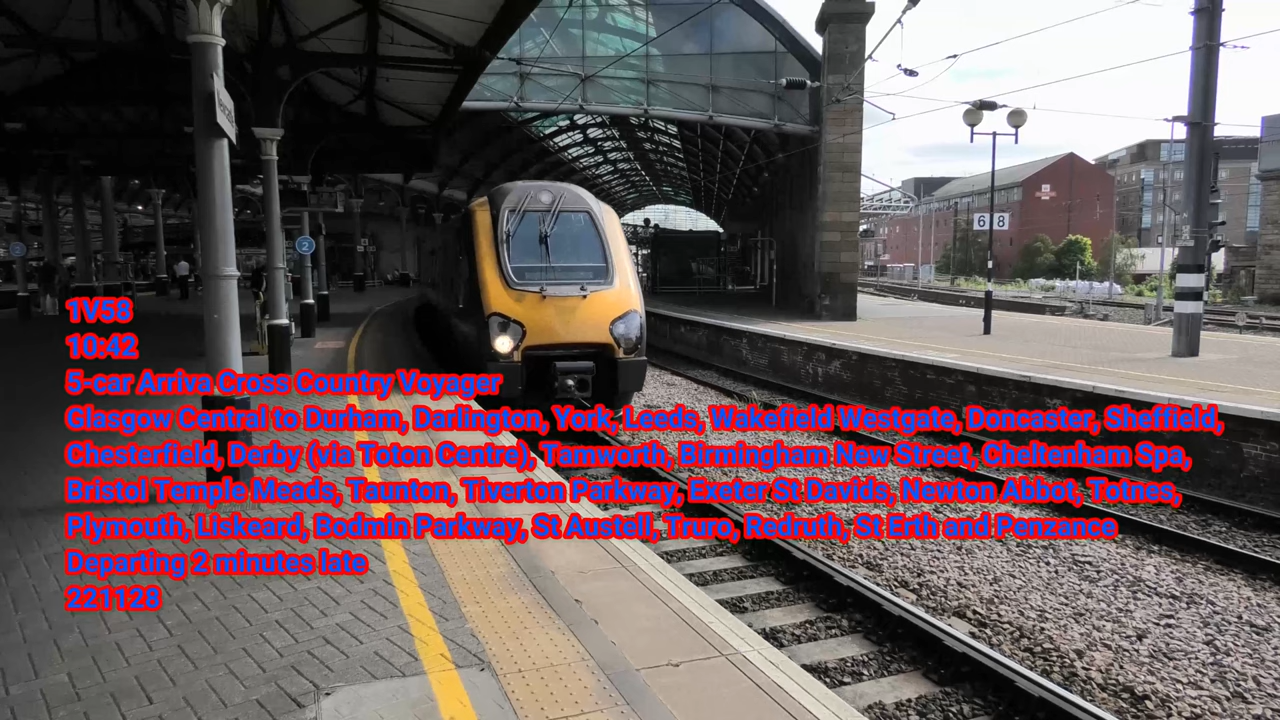 2
6 8
1V58
10:42
5-car Arriva Cross Country Voyager
Glasgow Central to Durham, Darlington, York, Leeds, Wakefield Westgate, Doncaster, Sheffield,
Chesterfield, Derby (via Toton Centre), Tamworth, Birmingham New Street, Cheltenham Spa,
Bristol Temple Meads, Taunton, Tiverton Parkway, Exeter St Davids, Newton Abbot, Totnes,
Plymouth, Liskeard, Bodmin Parkway, St Austell, Truro, Redruth, St Erth and Penzance
Departing 2 minutes late
221128